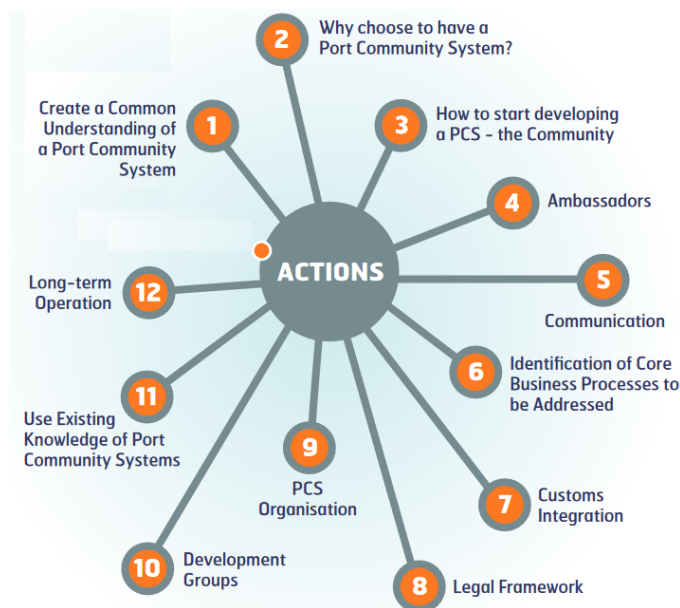 1
Create a Common
Understanding of
a Port Community
System
2
Why choose to have a
Port Community System?
3
How to start developing
a PCS - the Community
4
Ambassadors
5
Communication
6
Identification of Core
Business Processes to
be Addressed
7
Customs
Integration
8
Legal Framework
9
PCS
Organisation
10
Development
Groups
11
Use Existing
Knowledge of Port
Community Systems
12
Long-term
Operation
ACTIONS